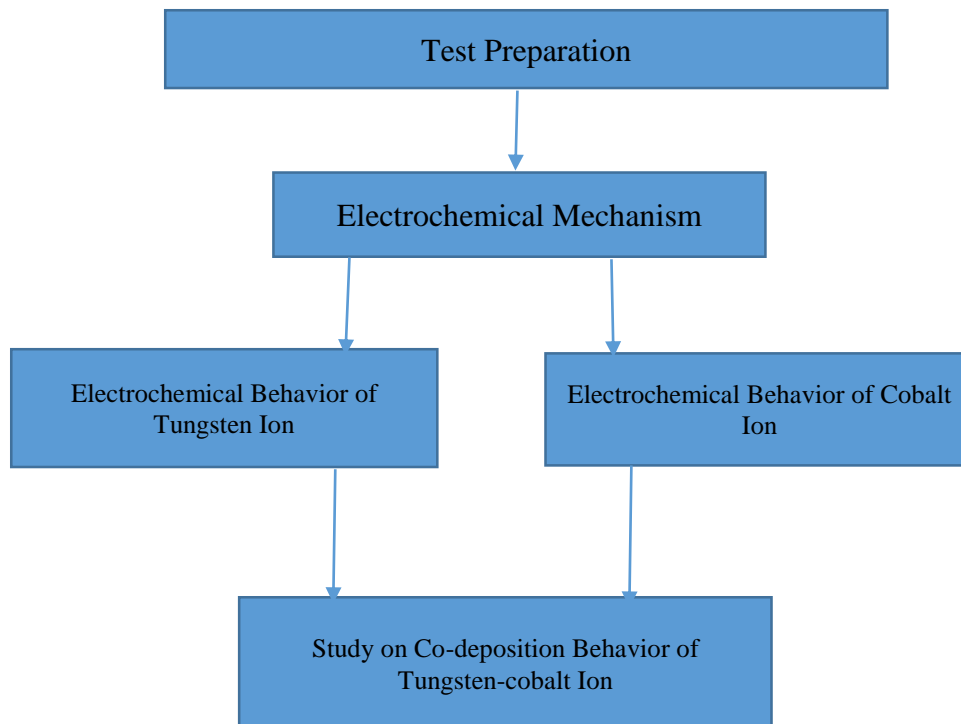 Test Preparation
Electrochemical Mechanism
Electrochemical Behavior of
Tungsten Ion
Electrochemical Behavior of Cobalt
Ion
Study on Co-deposition Behavior of
Tungsten-cobalt Ion